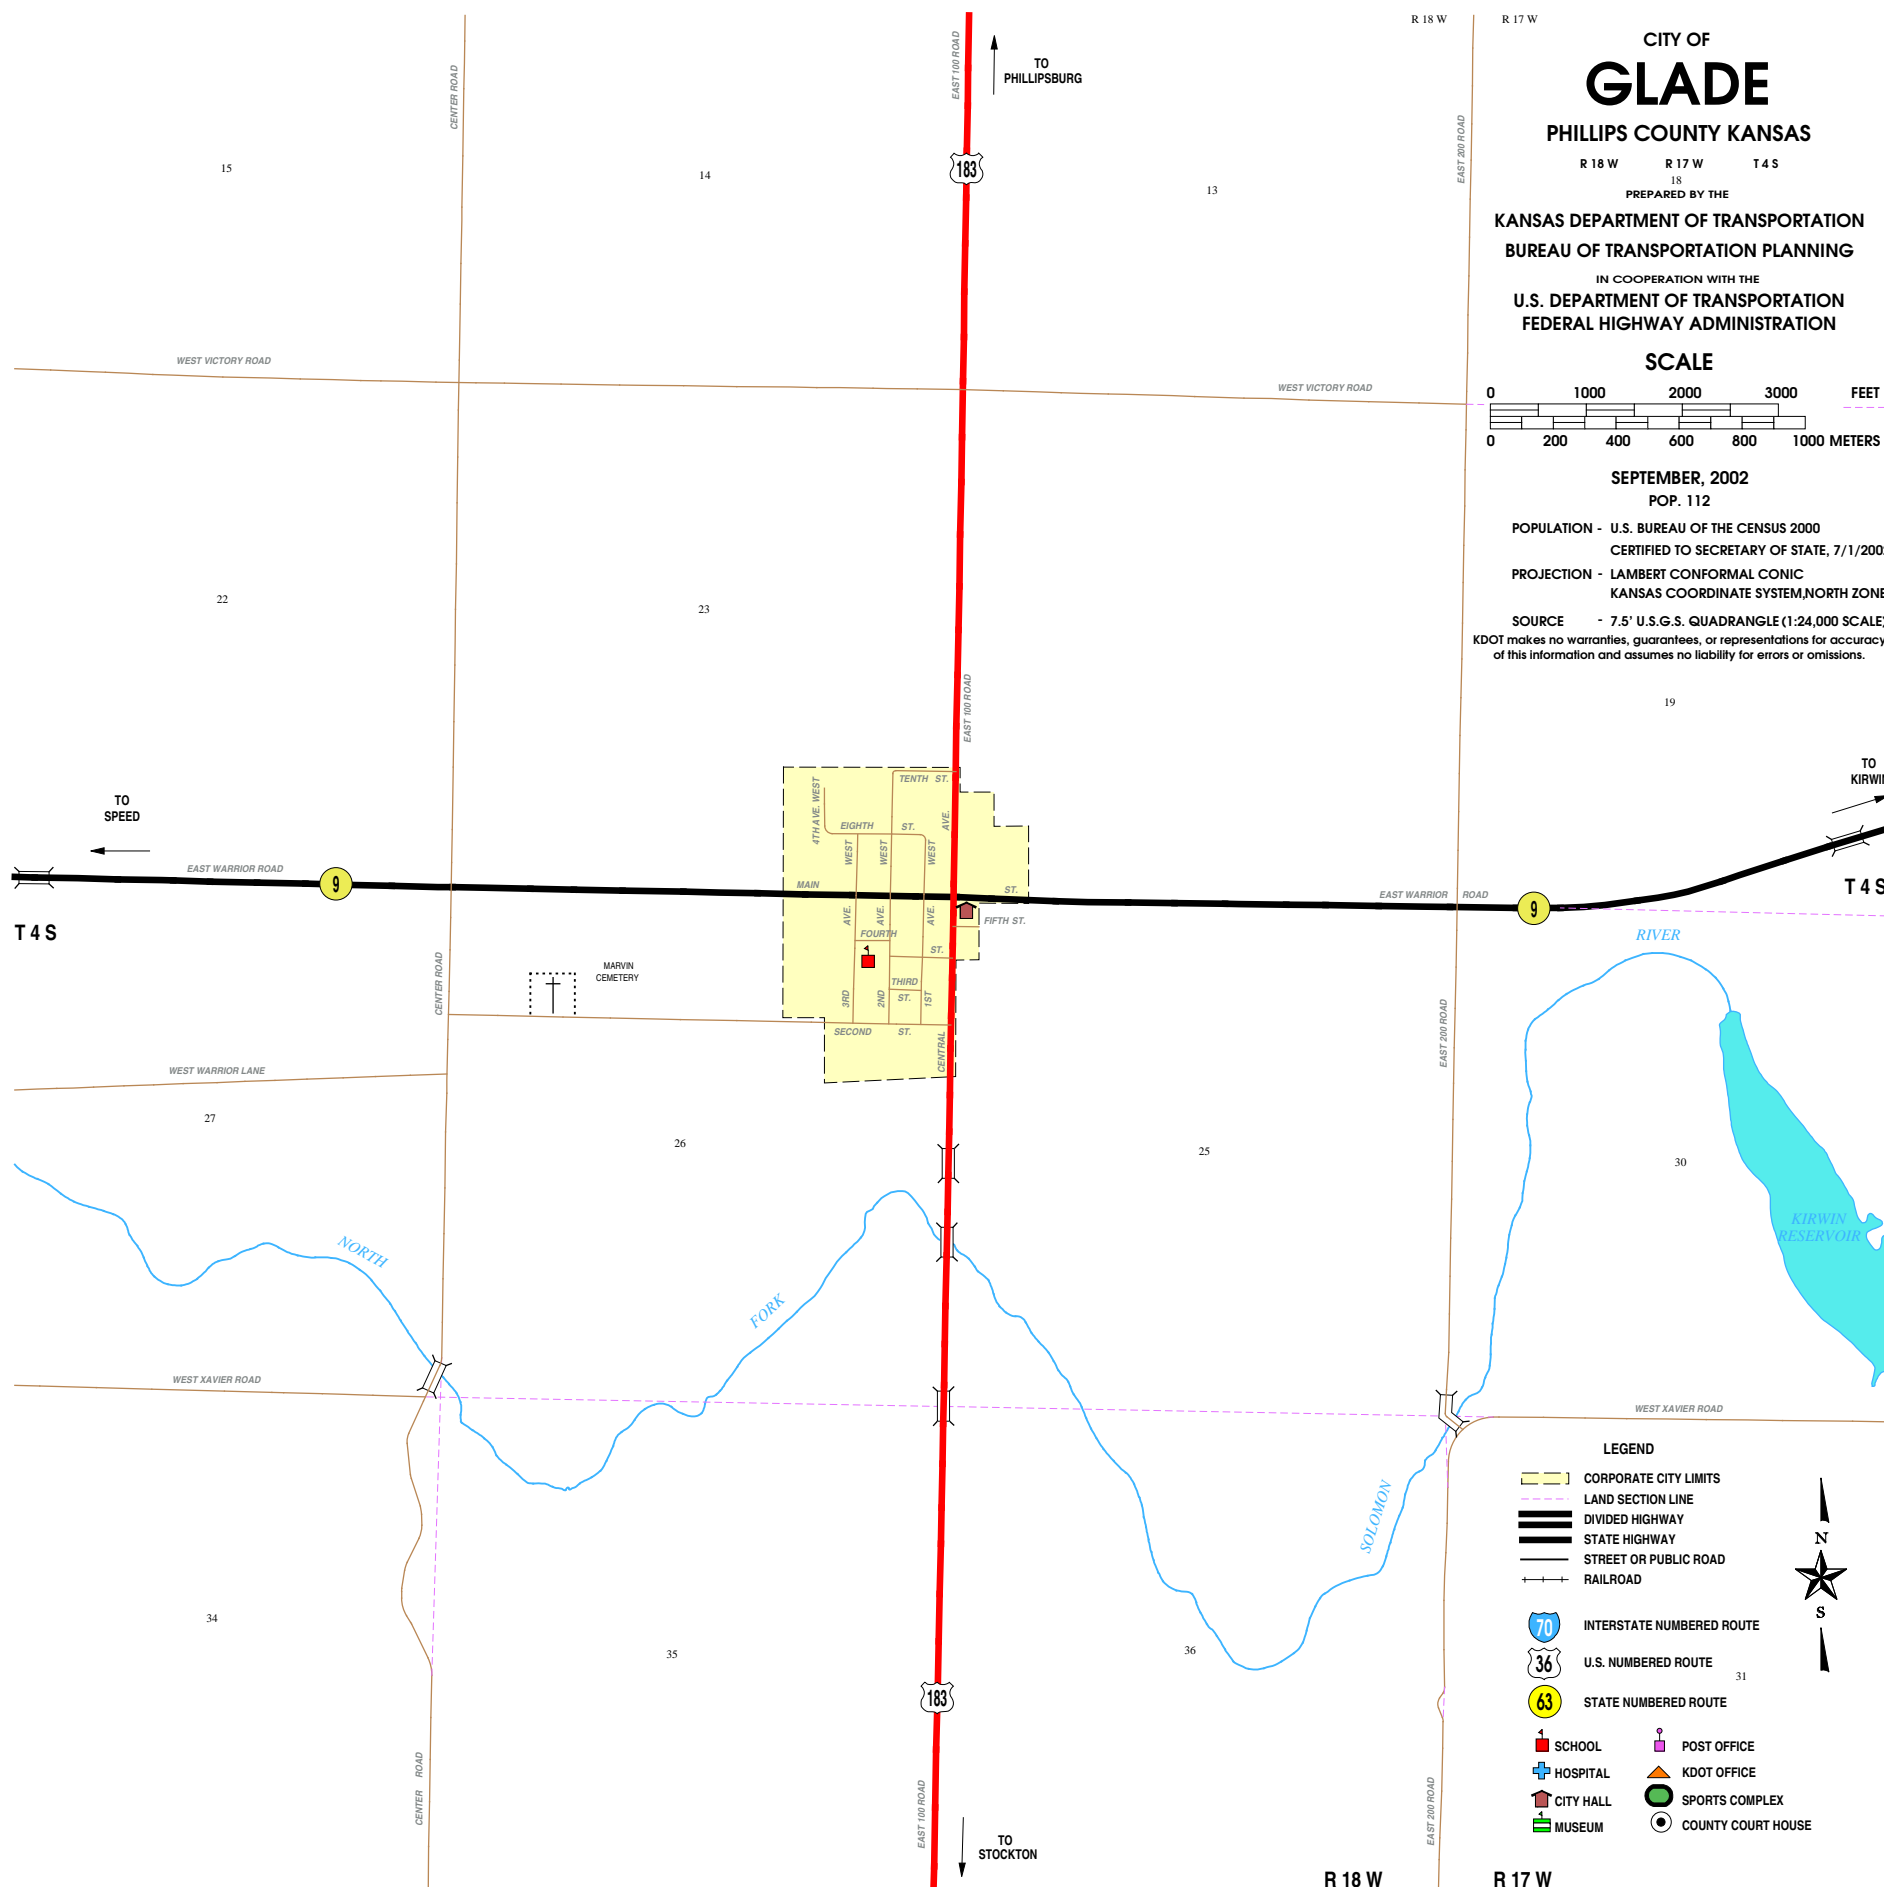 R 18 W
R 17 W
CITY OF
GLADE
PHILLIPS COUNTY KANSAS
R 18 W R 17 W T 4 S
18
PREPARED BY THE
KANSAS DEPARTMENT OF TRANSPORTATION
BUREAU OF TRANSPORTATION PLANNING
IN COOPERATION WITH THE
U.S. DEPARTMENT OF TRANSPORTATION
FEDERAL HIGHWAY ADMINISTRATION
SCALE
0 1000 2000 3000 FEET
0 200 400 600 800 1000 METERS
SEPTEMBER, 2002
POP. 112
POPULATION - U.S. BUREAU OF THE CENSUS 2000
CERTIFIED TO SECRETARY OF STATE, 7/1/200
PROJECTION - LAMBERT CONFORMAL CONIC
KANSAS COORDINATE SYSTEM,NORTH ZONE
SOURCE - 7.5' U.S.G.S. QUADRANGLE (1:24,000 SCALE)
KDOT makes no warranties, guarantees, or representations for accuracy
of this information and assumes no liability for errors or omissions.
CENTER ROAD
EAST 100 ROAD
TO
PHILLIPSBURG
EAST 200 ROAD
183
15
14
13
WEST VICTORY ROAD
WEST VICTORY ROAD
22
23
19
EAST 100 ROAD
TO
SPEED
TO
KIRWIN
EAST WARRIOR ROAD
9
T 4 S
TENTH ST.
4TH AVE. WEST
EIGHTH ST.
AVE.
WEST
WEST
WEST
MAIN
ST.
AVE.
AVE.
AVE.
FIFTH ST.
FOURTH
ST.
THIRD
ST.
3RD
2ND
1ST
SECOND ST.
CENTRAL
EAST WARRIOR ROAD
9
T 4 S
RIVER
MARVIN
CEMETERY
CENTER ROAD
EAST 200 ROAD
WEST WARRIOR LANE
27
26
25
30
KIRWIN
RESERVOIR
NORTH
FORK
WEST XAVIER ROAD
WEST XAVIER ROAD
SOLOMON
34
35
36
31
183
CENTER ROAD
EAST 100 ROAD
EAST 200 ROAD
TO
STOCKTON
R 18 W
R 17 W
LEGEND
CORPORATE CITY LIMITS
LAND SECTION LINE
DIVIDED HIGHWAY
STATE HIGHWAY
STREET OR PUBLIC ROAD
RAILROAD
N
S
70 INTERSTATE NUMBERED ROUTE
36 U.S. NUMBERED ROUTE
63 STATE NUMBERED ROUTE
SCHOOL
POST OFFICE
HOSPITAL
KDOT OFFICE
CITY HALL
SPORTS COMPLEX
MUSEUM
COUNTY COURT HOUSE